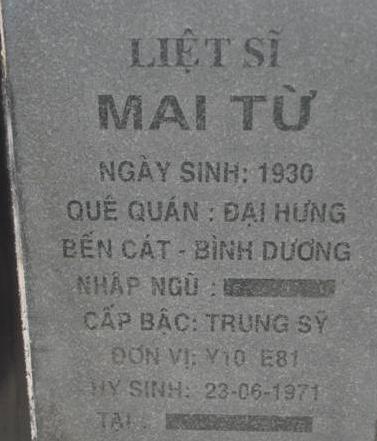 LIỆT SĨ
MAI TỪ
NGÀY SINH: 1930
QUÊ QUÁN : ĐẠI HƯNG
BẾN CÁT - BÌNH DƯƠNG
NHẬP NGŨ :
CẤP BẬC: TRUNG SỸ
ĐƠN VỊ: Y10 E81
HY SINH: 23-06-1971
TẠI :